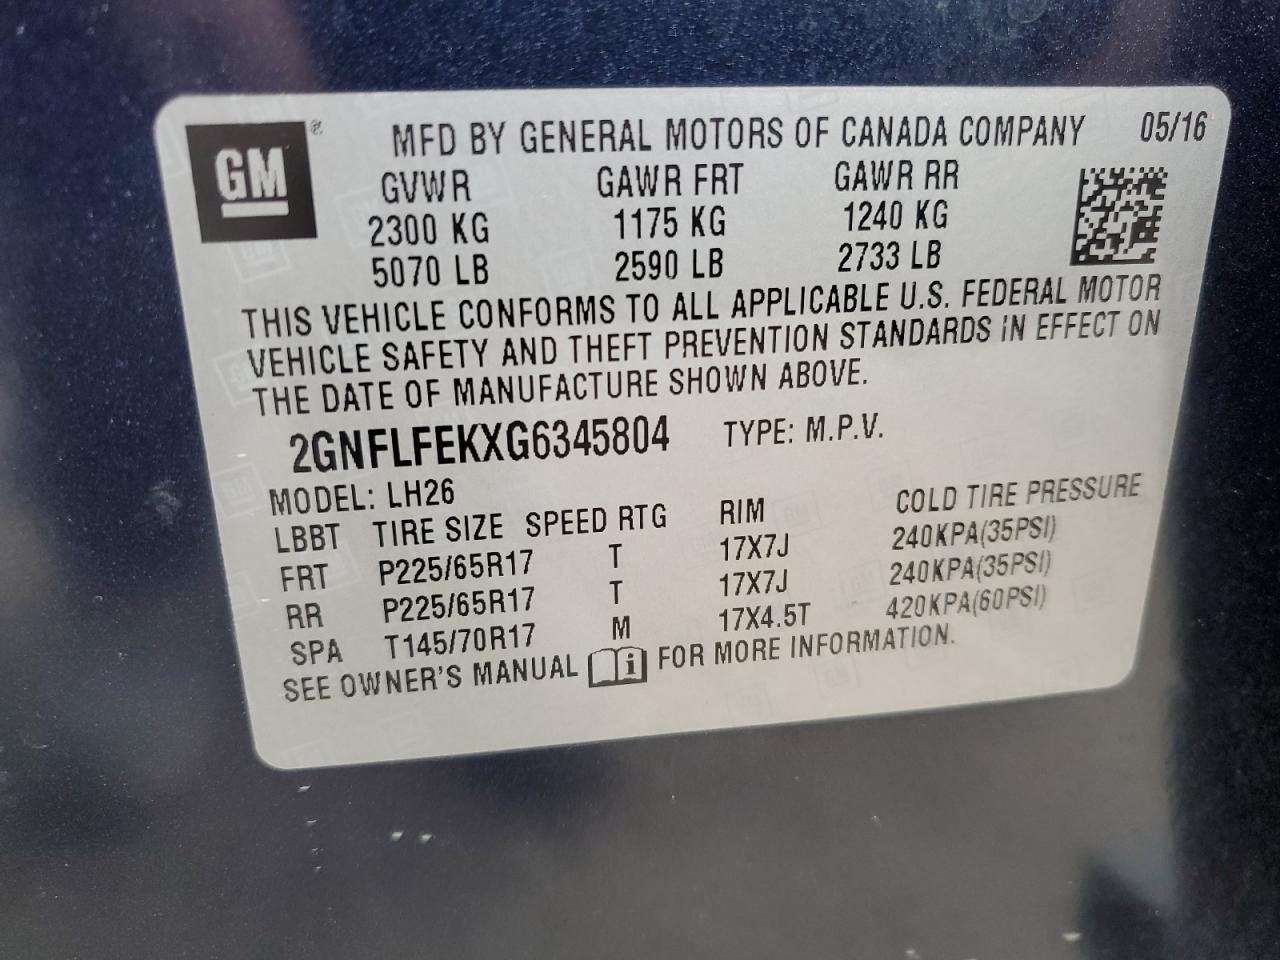 GM ®
MFD BY GENERAL MOTORS OF CANADA COMPANY 05/16
GVWR GAWR FRT GAWR RR
2300 KG 1175 KG 1240 KG
5070 LB 2590 LB 2733 LB
THIS VEHICLE CONFORMS TO ALL APPLICABLE U.S. FEDERAL MOTOR
VEHICLE SAFETY AND THEFT PREVENTION STANDARDS IN EFFECT ON
THE DATE OF MANUFACTURE SHOWN ABOVE.
2GNFLFEKXG6345804 TYPE: M.P.V.
MODEL: LH26
LBBT TIRE SIZE SPEED RTG RIM COLD TIRE PRESSURE
FRT P225/65R17 T 17X7J 240KPA(35PSI)
RR P225/65R17 T 17X7J 240KPA(35PSI)
SPA T145/70R17 M 17X4.5T 420KPA(60PSI)
SEE OWNER'S MANUAL i FOR MORE INFORMATION.